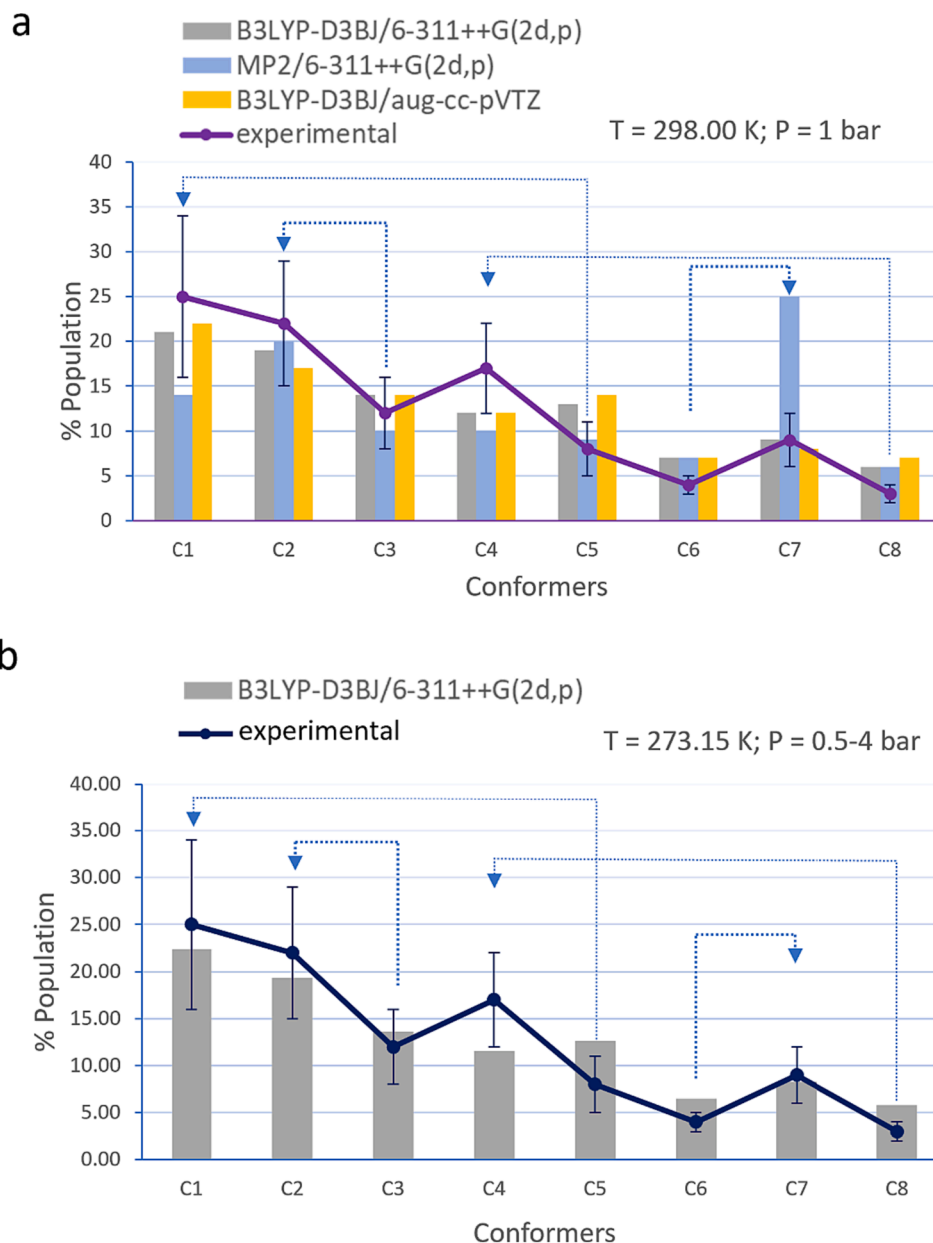 a
B3LYP-D3BJ/6-311++G(2d,p)
MP2/6-311++G(2d,p)
B3LYP-D3BJ/aug-cc-pVTZ
experimental
T = 298.00 K; P = 1 bar
40
35
30
25
20
15
10
5
0
% Population
C1 C2 C3 C4 C5 C6 C7 C8
Conformers
b
B3LYP-D3BJ/6-311++G(2d,p)
experimental
T = 273.15 K; P = 0.5-4 bar
40.00
35.00
30.00
25.00
20.00
15.00
10.00
5.00
0.00
% Population
C1 C2 C3 C4 C5 C6 C7 C8
Conformers